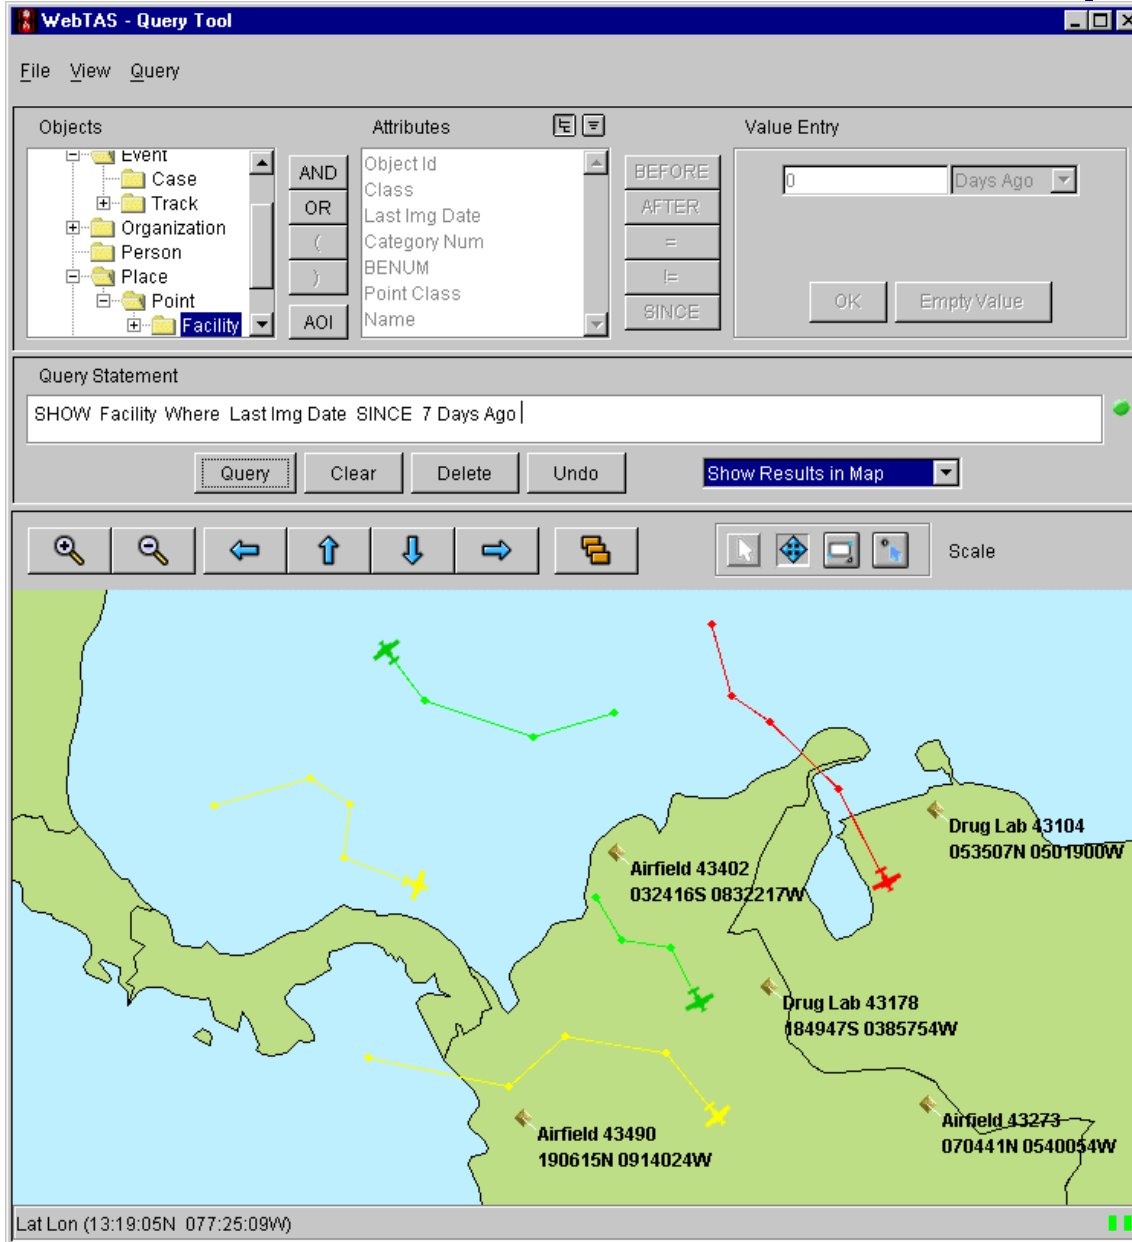 WebTAS - Query Tool
File View Query
Objects
Attributes
Value Entry
Event
Case
Track
Organization
Person
Place
Point
Facility
AND
OR
(
)
AOI
Object Id
Class
Last Img Date
Category Num
BENUM
Point Class
Name
BEFORE
AFTER
=
!=
SINCE
0
Days Ago
OK
Empty Value
Query Statement
SHOW Facility Where Last Img Date SINCE 7 Days Ago
Query
Clear
Delete
Undo
Show Results in Map
Scale
Drug Lab 43104
053507N 0501900W
Airfield 43402
032416S 0832217W
Drug Lab 43178
184947S 0385754W
Airfield 43273
070441N 0540054W
Airfield 43490
190615N 0914024W
Lat Lon (13:19:05N 077:25:09W)